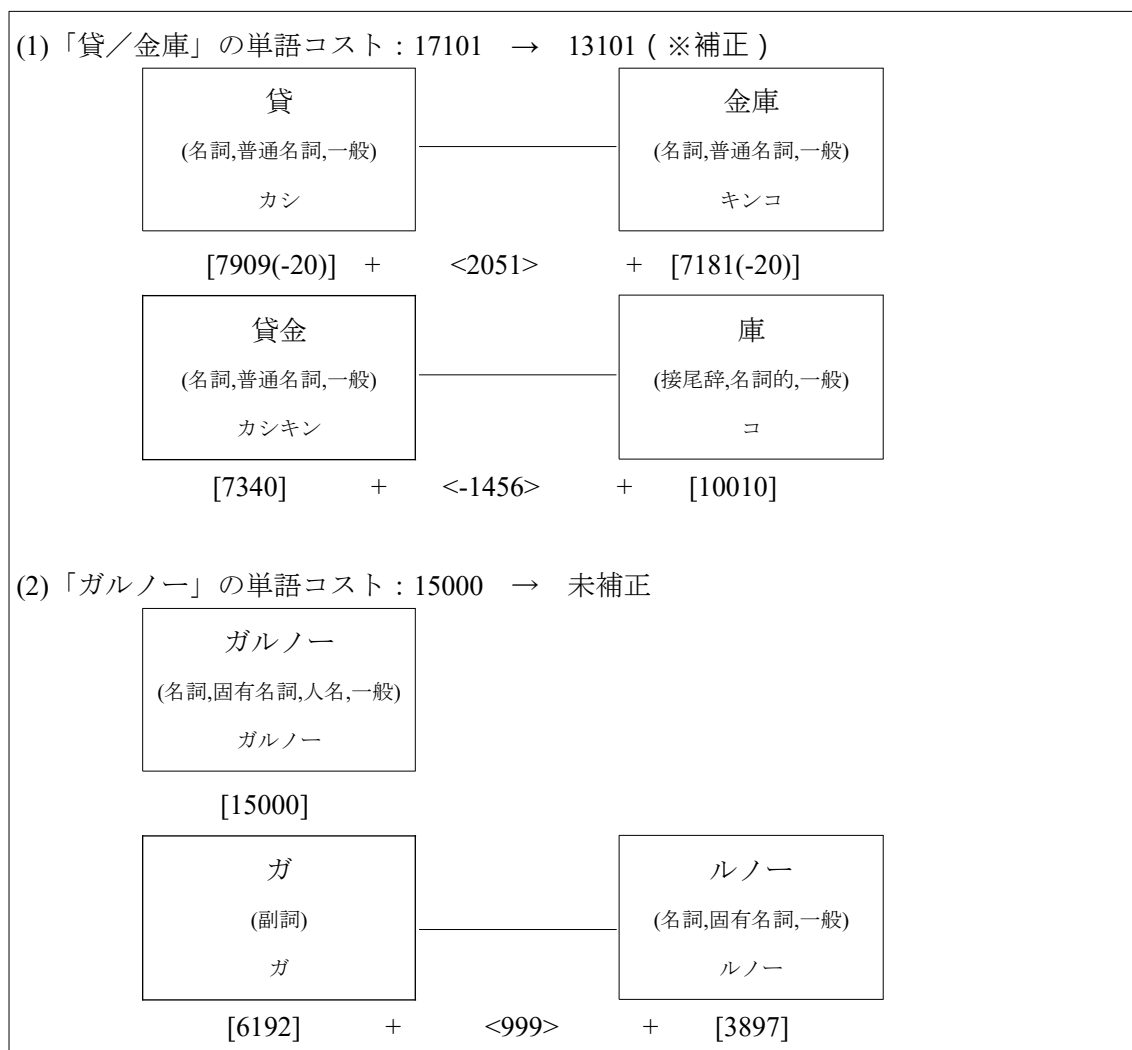 (1)「貸／金庫」の単語コスト：17101 → 13101 ( ※補正 )
貸 金庫
(名詞,普通名詞,一般) (名詞,普通名詞,一般)
カシ キンコ
[7909(-20)] + <2051> + [7181(-20)]
貸金 庫
(名詞,普通名詞,一般) (接尾辞,名詞的,一般)
カシキン コ
[7340] + <-1456> + [10010]
(2)「ガルノー」の単語コスト：15000 → 未補正
ガルノー
(名詞,固有名詞,人名,一般)
ガルノー
[15000]
ガ ルノー
(副詞) (名詞,固有名詞,一般)
ガ ルノー
[6192] + <999> + [3897]